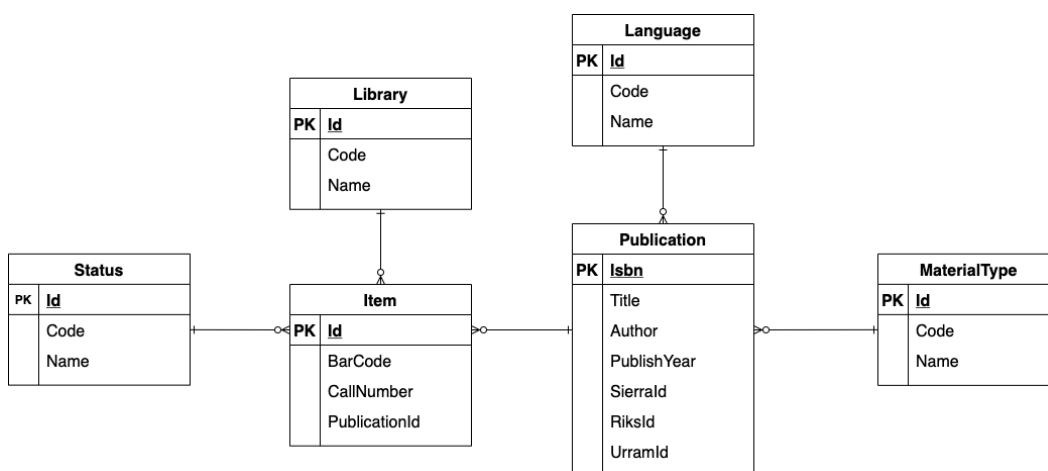 Language
PK Id
Code
Name
Library
PK Id
Code
Name
Status
PK Id
Code
Name
Item
PK Id
BarCode
CallNumber
PublicationId
Publication
PK Isbn
Title
Author
PublishYear
SierraId
RiksId
UrramId
MaterialType
PK Id
Code
Name